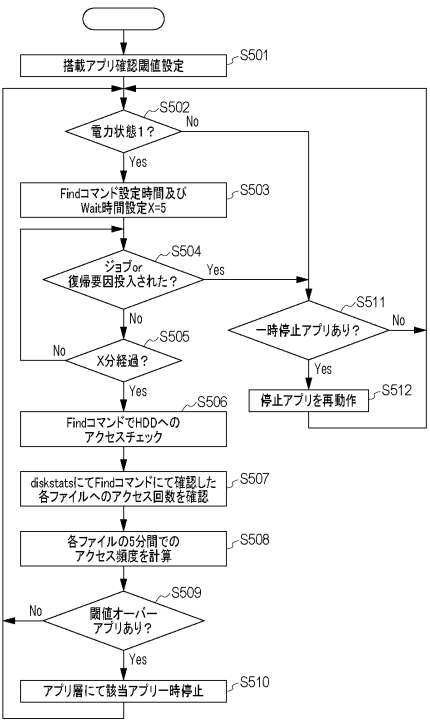 S501
搭載アプリ確認閾値設定
S502
電力状態1？
No
Yes
S503
Findコマンド設定時間及び
Wait時間設定X=5
S504
ジョブor
復帰要因投入された？
Yes
No
S505
X分経過？
No
Yes
S506
FindコマンドでHDDへの
アクセスチェック
S507
diskstatsにてFindコマンドにて確認した
各ファイルへのアクセス回数を確認
S508
各ファイルの5分間での
アクセス頻度を計算
S509
閾値オーバー
アプリあり？
No
Yes
S510
アプリ層にて該当アプリ一時停止
S511
一時停止アプリあり？
No
Yes
S512
停止アプリを再動作